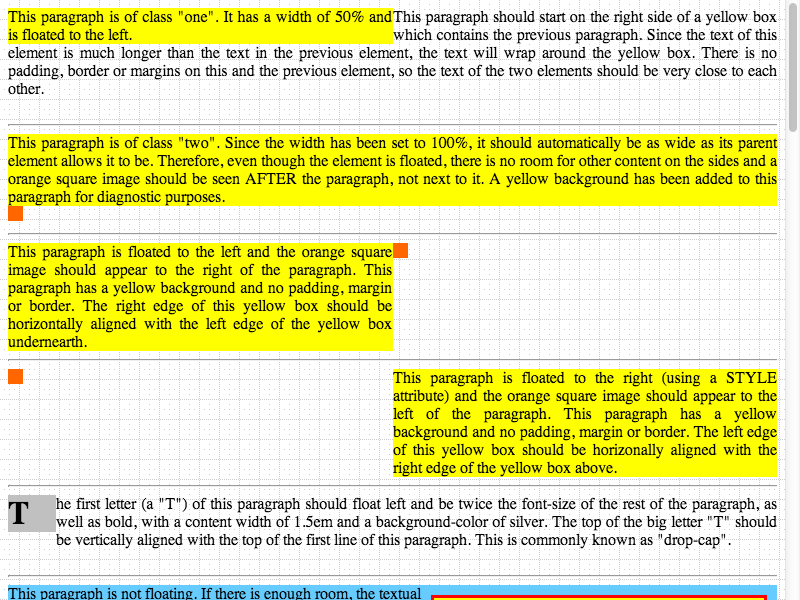 This paragraph is of class "one". It has a width of 50% and
is floated to the left.
This paragraph should start on the right side of a yellow box
which contains the previous paragraph. Since the text of this
element is much longer than the text in the previous element, the text will wrap around the yellow box. There is no
padding, border or margins on this and the previous element, so the text of the two elements should be very close to each
other.
This paragraph is of class "two". Since the width has been set to 100%, it should automatically be as wide as its parent
element allows it to be. Therefore, even though the element is floated, there is no room for other content on the sides and a
orange square image should be seen AFTER the paragraph, not next to it. A yellow background has been added to this
paragraph for diagnostic purposes.
This paragraph is floated to the left and the orange square
image should appear to the right of the paragraph. This
paragraph has a yellow background and no padding, margin
or border. The right edge of this yellow box should be
horizontally aligned with the left edge of the yellow box
undernearth.
This paragraph is floated to the right (using a STYLE
attribute) and the orange square image should appear to the
left of the paragraph. This paragraph has a yellow
background and no padding, margin or border. The left edge
of this yellow box should be horizonally aligned with the
right edge of the yellow box above.
The first letter (a "T") of this paragraph should float left and be twice the font-size of the rest of the paragraph, as
well as bold, with a content width of 1.5em and a background-color of silver. The top of the big letter "T" should
be vertically aligned with the top of the first line of this paragraph. This is commonly known as "drop-cap".
This paragraph is not floating. If there is enough room, the textual